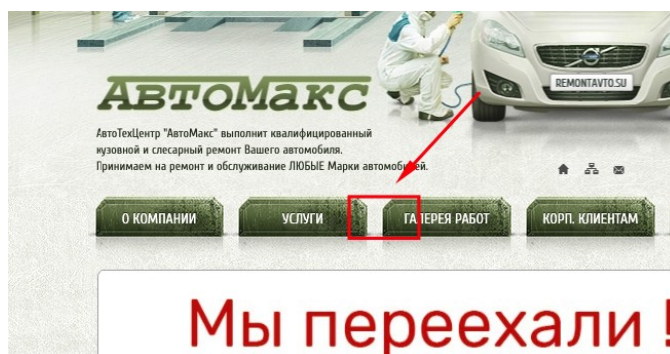 REMONTAVTO.SU
АвтоМакс
АвтоТехЦентр "АвтоМакс" выполнит квалифицированный
кузовной и слесарный ремонт Вашего автомобиля.
Принимаем на ремонт и обслуживание ЛЮБЫЕ Марки автомобилей.
О КОМПАНИИ УСЛУГИ ГАЛЕРЕЯ РАБОТ КОРП. КЛИЕНТАМ
Мы переехали !